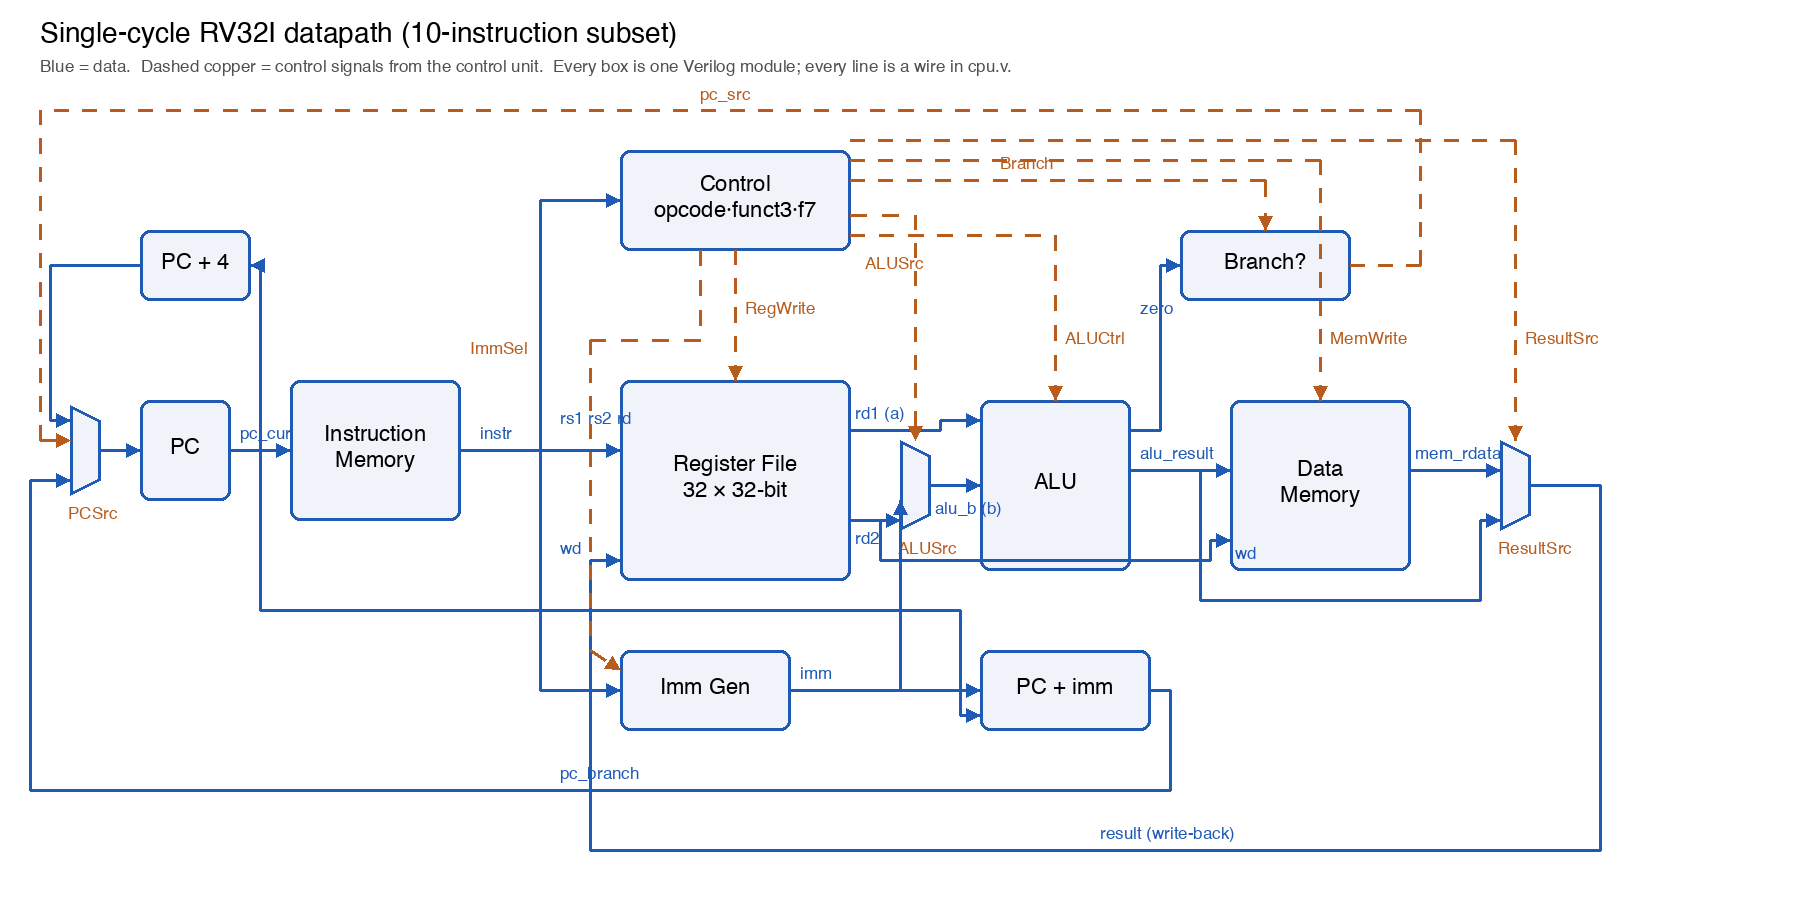 Single-cycle RV32I datapath (10-instruction subset)
Blue = data.  Dashed copper = control signals from the control unit.  Every box is one Verilog module; every line is a wire in cpu.v.
pc_src
Branch
Control
opcode·funct3·f7
PC + 4
Branch?
ALUSrc
RegWrite
zero
ImmSel
ALUCtrl
MemWrite
ResultSrc
rs1 rs2 rd
rd1 (a)
pc_cur
instr
Instruction
Memory
PC
Register File
32 × 32-bit
alu_result
mem_rdata
Data
Memory
ALU
PCSrc
alu_b (b)
rd2
wd
ALUSrc
wd
ResultSrc
imm
Imm Gen
PC + imm
pc_branch
result (write-back)